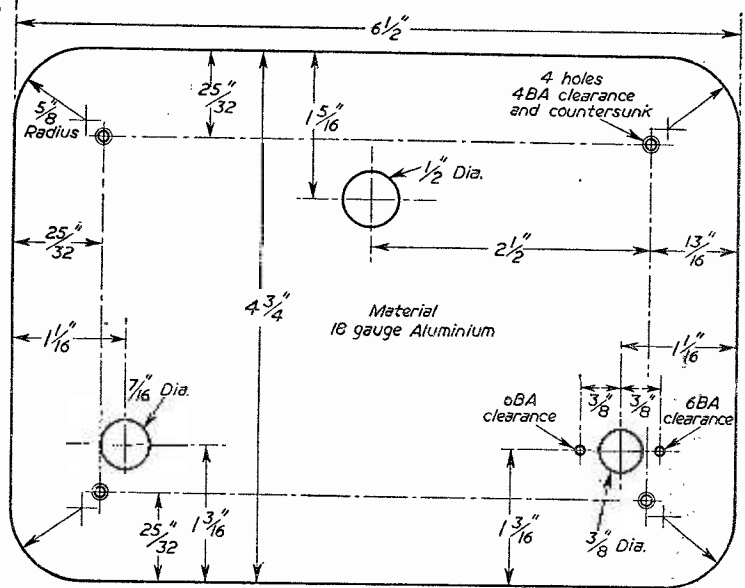 6 1/2"
25/32"
1 5/16"
4 holes
4BA clearance
and countersunk
5/8"
Radius
1/2" Dia.
25/32"
2 1/2"
13/16"
4 3/4"
Material
18 gauge Aluminium
1 1/16"
1 1/16"
7/16" Dia.
3/8"
3/8"
6BA
clearance
6BA
clearance
25/32"
1 3/16"
1 3/16"
3/8" Dia.